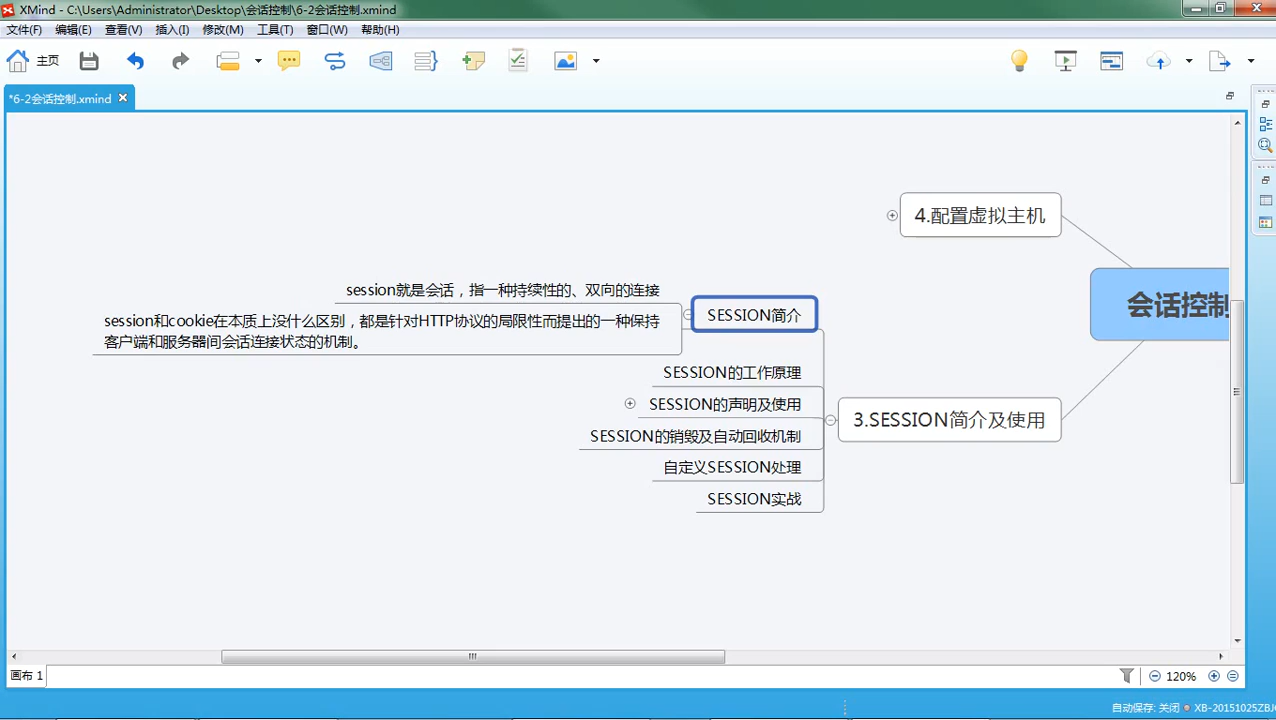 XMind - C:\Users\Administrator\Desktop\会话控制\6-2会话控制.xmind
文件(F) 编辑(E) 查看(V) 插入(I) 修改(M) 工具(T) 窗口(W) 帮助(H)
主页
*6-2会话控制.xmind
4.配置虚拟主机
session就是会话，指一种持续性的、双向的连接
session和cookie在本质上没什么区别，都是针对HTTP协议的局限性而提出的一种保持
客户端和服务器间会话连接状态的机制。
SESSION简介
会话控制
SESSION的工作原理
SESSION的声明及使用
3.SESSION简介及使用
SESSION的销毁及自动回收机制
自定义SESSION处理
SESSION实战
画布 1
120%
自动保存: 关闭
XB-20151025ZBJ